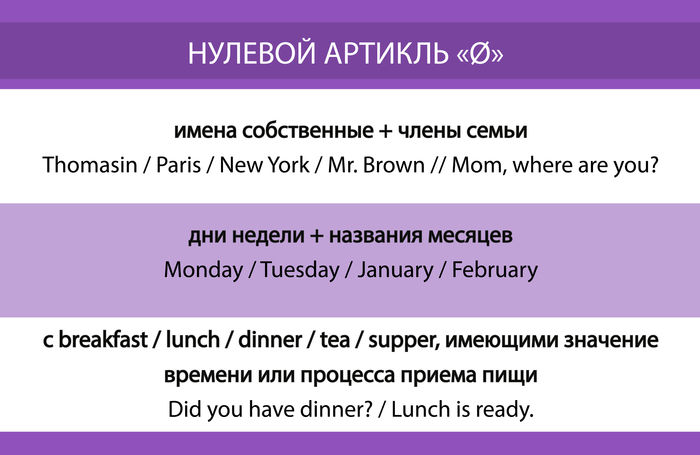 НУЛЕВОЙ АРТИКЛЬ «Ø»
имена собственные + члены семьи
Thomasin / Paris / New York / Mr. Brown // Mom, where are you?
дни недели + названия месяцев
Monday / Tuesday / January / February
с breakfast / lunch / dinner / tea / supper, имеющими значение
времени или процесса приема пищи
Did you have dinner? / Lunch is ready.